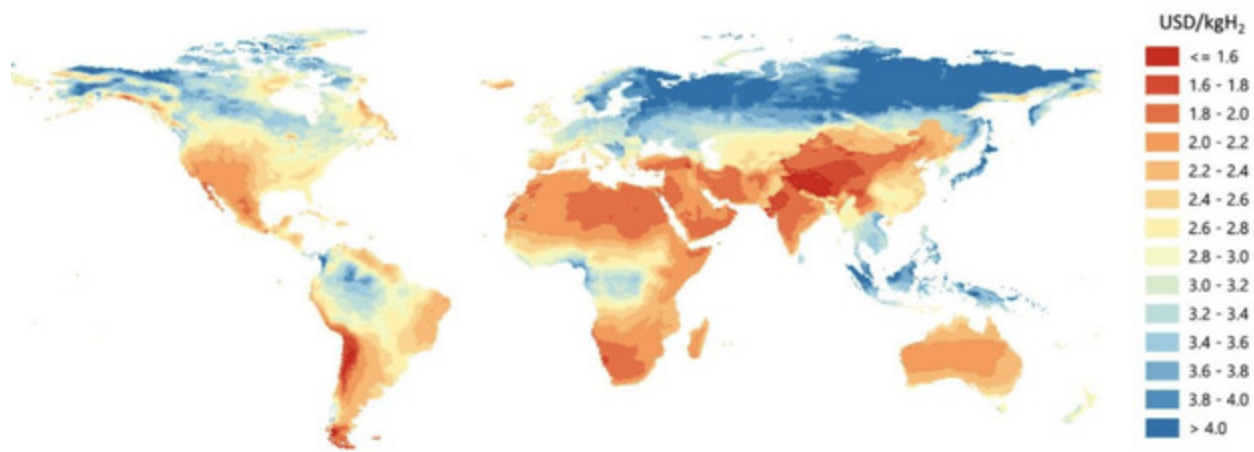 USD/kgH₂
<= 1.6
1.6 - 1.8
1.8 - 2.0
2.0 - 2.2
2.2 - 2.4
2.4 - 2.6
2.6 - 2.8
2.8 - 3.0
3.0 - 3.2
3.2 - 3.4
3.4 - 3.6
3.6 - 3.8
3.8 - 4.0
> 4.0